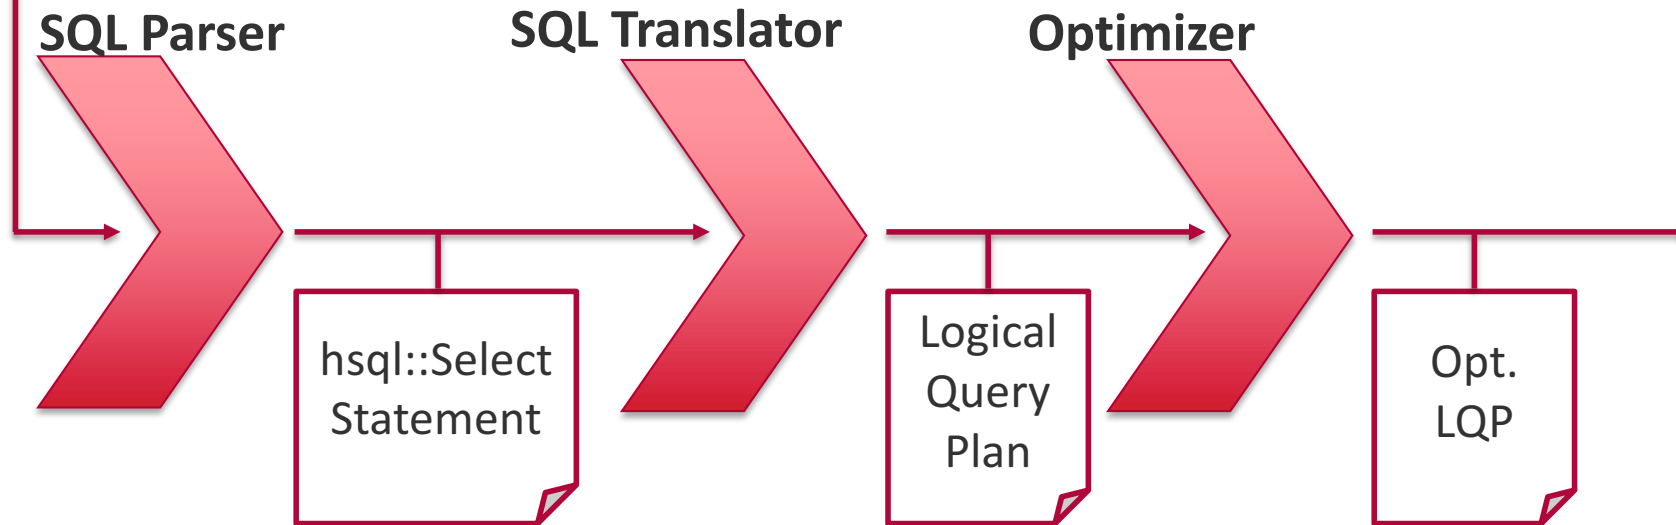 SQL Parser
SQL Translator
Optimizer
hsql::Select
Statement
Logical
Query
Plan
Opt.
LQP